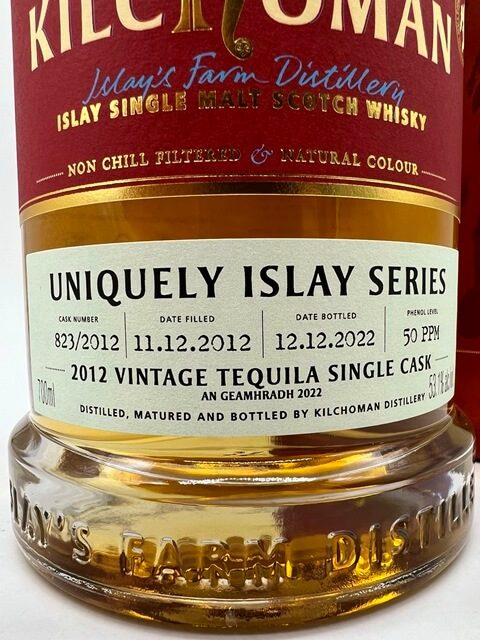 KILCHOMAN
Islay's Farm Distillery
ISLAY SINGLE MALT SCOTCH WHISKY
NON CHILL FILTERED & NATURAL COLOUR
UNIQUELY ISLAY SERIES
CASK NUMBER DATE FILLED DATE BOTTLED PHENOL LEVEL
823/2012 11.12.2012 12.12.2022 50 PPM
2012 VINTAGE TEQUILA SINGLE CASK
700ml AN GEAMHRADH 2022 53.1%
DISTILLED, MATURED AND BOTTLED BY KILCHOMAN DISTILLERY
ISLAY'S FARM DISTILLE